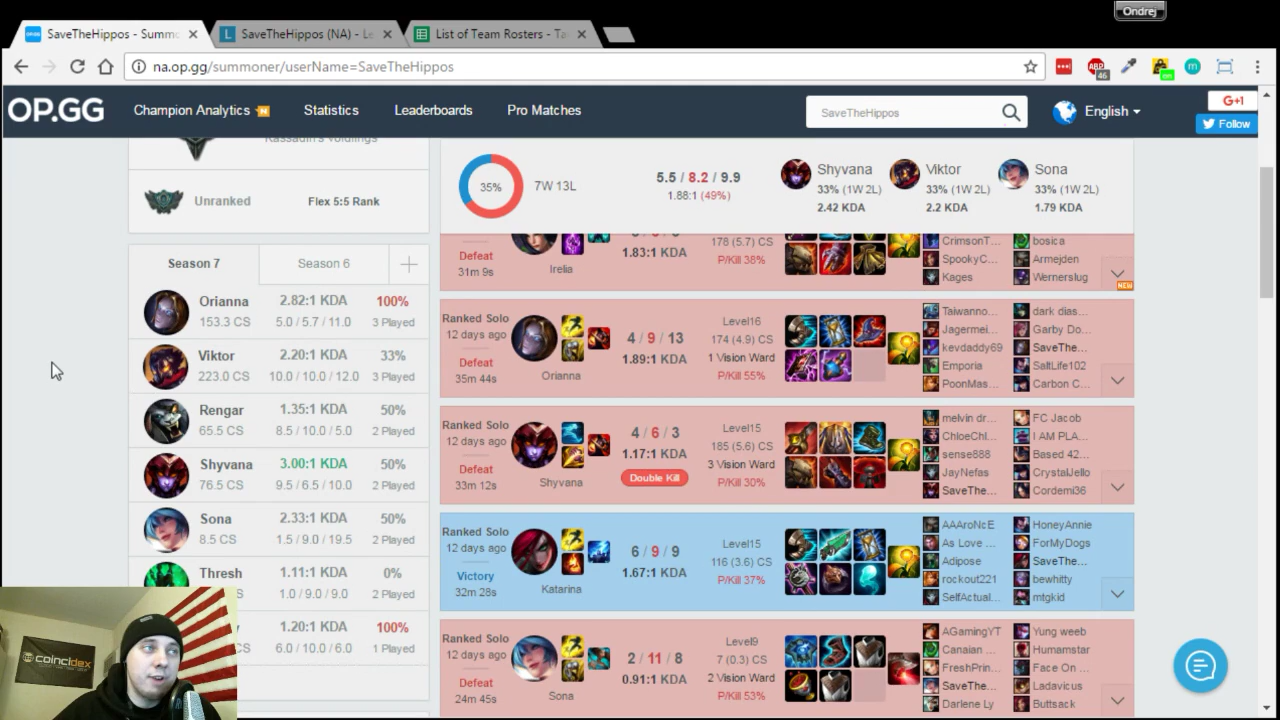 Ondrej
SaveTheHippos - Summ
SaveTheHippos (NA) - L
List of Team Rosters - Ta
na.op.gg/summoner/userName=SaveTheHippos
46
OP.GG
Champion Analytics
N
Statistics
Leaderboards
Pro Matches
SaveTheHippos
English
G+1
Follow
Kassadin's Voidlings
Unranked
Flex 5:5 Rank
35%
7W 13L
5.5 / 8.2 / 9.9
1.88:1 (49%)
Shyvana
33% (1W 2L)
2.42 KDA
Viktor
33% (1W 2L)
2.2 KDA
Sona
33% (1W 2L)
1.79 KDA
Season 7
Season 6
Orianna
153.3 CS
2.82:1 KDA
5.0 / 5.7 / 11.0
100%
3 Played
Viktor
223.0 CS
2.20:1 KDA
10.0 / 10.0 / 12.0
33%
3 Played
Rengar
65.5 CS
1.35:1 KDA
8.5 / 10.0 / 5.0
50%
2 Played
Shyvana
76.5 CS
3.00:1 KDA
9.5 / 6.5 / 10.0
50%
2 Played
Sona
8.5 CS
2.33:1 KDA
1.5 / 9.0 / 19.5
50%
2 Played
Thresh
1.11:1 KDA
1.0 / 9.0 / 9.0
0%
2 Played
CS
1.20:1 KDA
6.0 / 10.0 / 6.0
100%
1 Played
Defeat
31m 9s
Irelia
1.83:1 KDA
178 (5.7) CS
P/Kill 38%
CrimsonT...
SpookyC...
Kages
bosica
Armejden
Wernerslug
NEW
Ranked Solo
12 days ago
Defeat
35m 44s
Orianna
4 / 9 / 13
1.89:1 KDA
Level16
174 (4.9) CS
1 Vision Ward
P/Kill 55%
Taiwanno...
Jagermei...
kevdaddy69
Emporia
PoonMas...
dark dias...
Garby Do...
SaveThe...
SaltLife102
Carbon C...
Ranked Solo
12 days ago
Defeat
33m 12s
Shyvana
4 / 6 / 3
1.17:1 KDA
Double Kill
Level15
185 (5.6) CS
3 Vision Ward
P/Kill 30%
melvin dr...
ChloeChl...
sense888
JayNefas
SaveThe...
FC Jacob
I AM PLA...
Based 42...
CrystalJello
Cordemi36
Ranked Solo
12 days ago
Victory
32m 28s
Katarina
6 / 9 / 9
1.67:1 KDA
Level15
116 (3.6) CS
P/Kill 37%
AAAroNcE
As Love ...
Adipose
rockout221
SelfActual...
HoneyAnnie
ForMyDogs
SaveThe...
bewhitty
mtgkid
Ranked Solo
12 days ago
Defeat
24m 45s
Sona
2 / 11 / 8
0.91:1 KDA
Level9
7 (0.3) CS
2 Vision Ward
P/Kill 53%
AGamingYT
Canaian ...
FreshPrin...
SaveThe...
Darlene Ly
Yung weeb
Humamstar
Face On ...
Ladavicus
Buttsack
coincidex